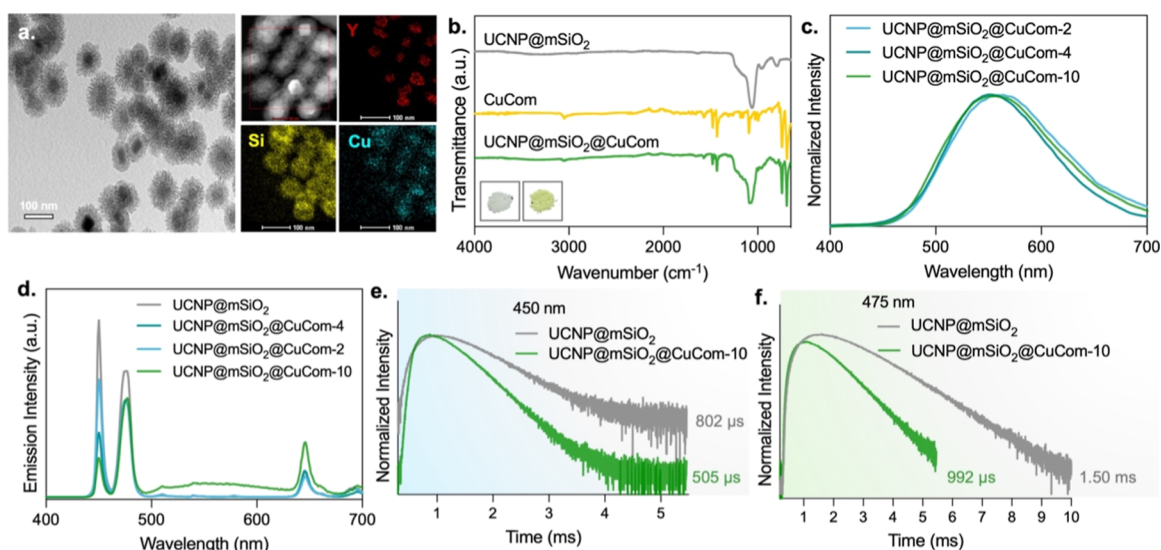 a.
100 nm
Y
100 nm
Si
100 nm
Cu
100 nm
b.
UCNP@mSiO₂
CuCom
UCNP@mSiO₂@CuCom
Transmittance (a.u.)
4000 3000 2000 1000
Wavenumber (cm⁻¹)
c.
UCNP@mSiO₂@CuCom-2
UCNP@mSiO₂@CuCom-4
UCNP@mSiO₂@CuCom-10
Normalized Intensity
400 500 600 700
Wavelength (nm)
d.
UCNP@mSiO₂
UCNP@mSiO₂@CuCom-4
UCNP@mSiO₂@CuCom-2
UCNP@mSiO₂@CuCom-10
Emission Intensity (a.u.)
400 500 600 700
Wavelength (nm)
e.
450 nm
UCNP@mSiO₂
UCNP@mSiO₂@CuCom-10
802 µs
505 µs
Normalized Intensity
1 2 3 4 5
Time (ms)
f.
475 nm
UCNP@mSiO₂
UCNP@mSiO₂@CuCom-10
992 µs
1.50 ms
Normalized Intensity
1 2 3 4 5 6 7 8 9 10
Time (ms)